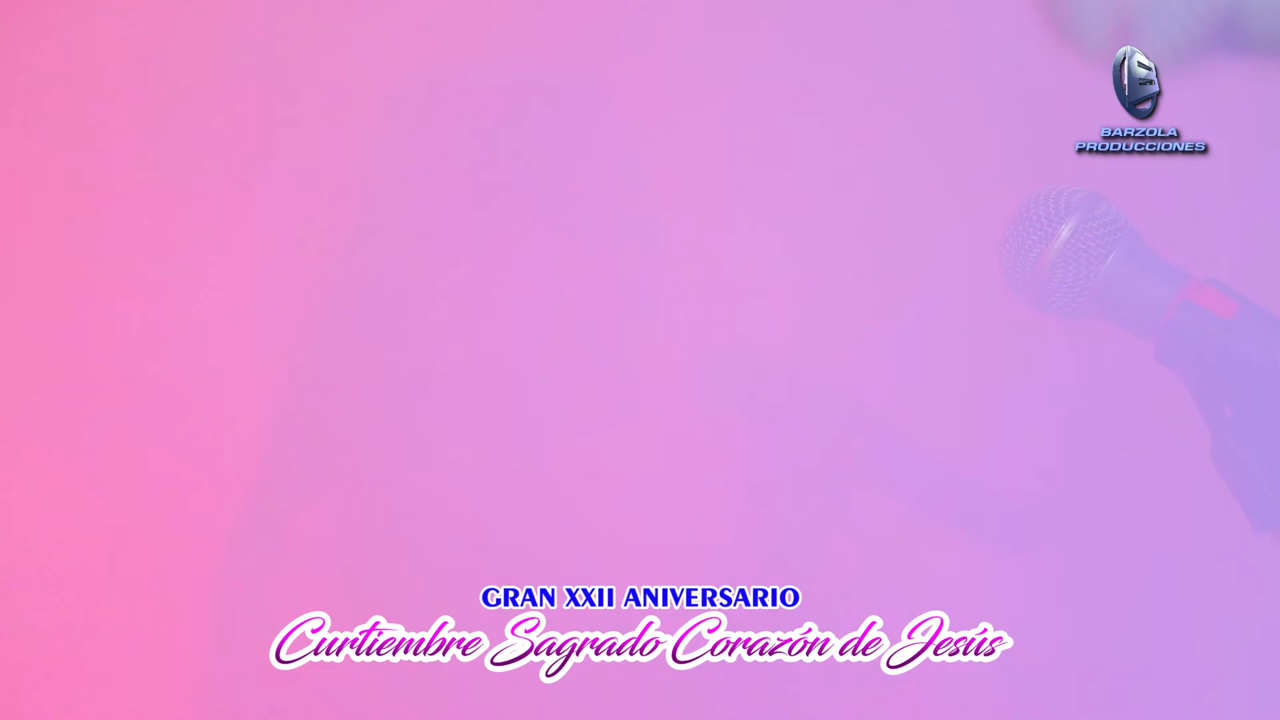 BARZOLA
PRODUCCIONES
GRAN XXII ANIVERSARIO
Curtiembre Sagrado Corazón de Jesús